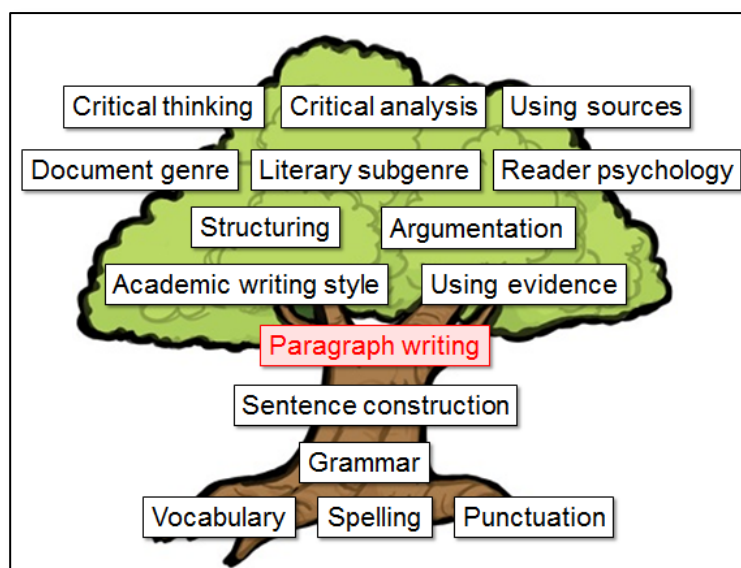 Critical thinking Critical analysis Using sources
Document genre Literary subgenre Reader psychology
Structuring Argumentation
Academic writing style Using evidence
Paragraph writing
Sentence construction
Grammar
Vocabulary Spelling Punctuation